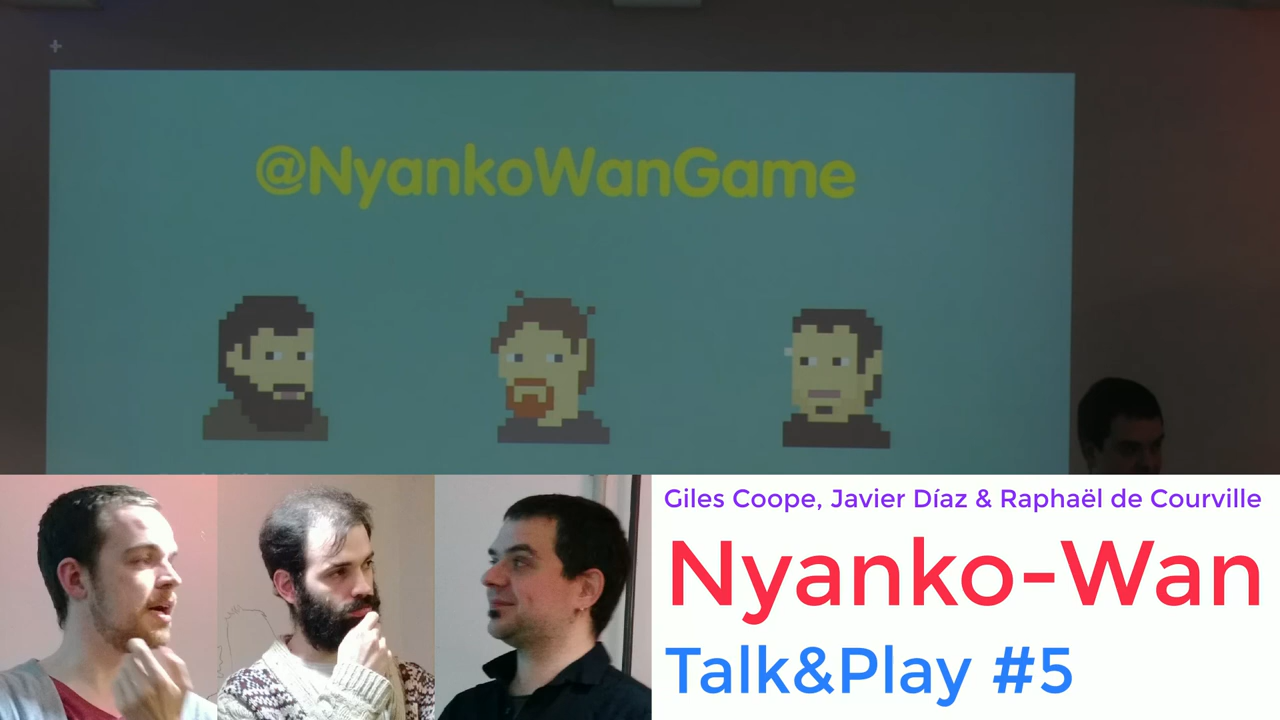 @NyankoWanGame
Giles Coope, Javier Díaz & Raphaël de Courville
Nyanko-Wan
Talk&Play #5